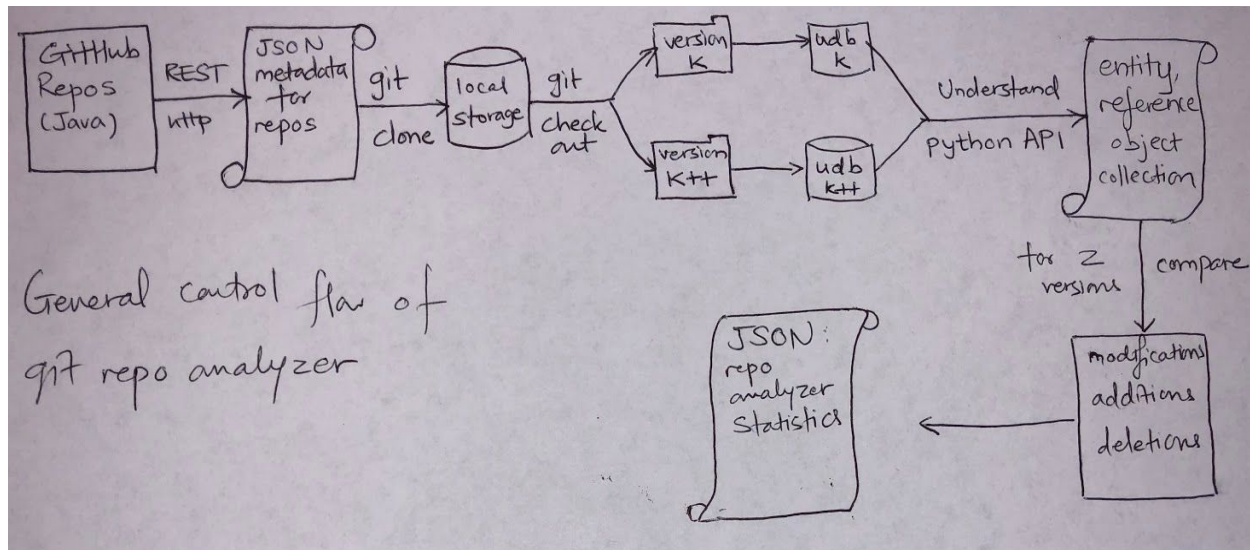 GitHub
Repos
(Java)
REST
http
JSON
metadata
for
repos
git
clone
local
storage
git
check
out
version
K
udb
k
version
K++
udb
k++
Understand
python API
entity,
reference
object
collection
for 2
versions
compare
modifications
additions
deletions
JSON:
repo
analyzer
Statistics
General control flow of
git repo analyzer